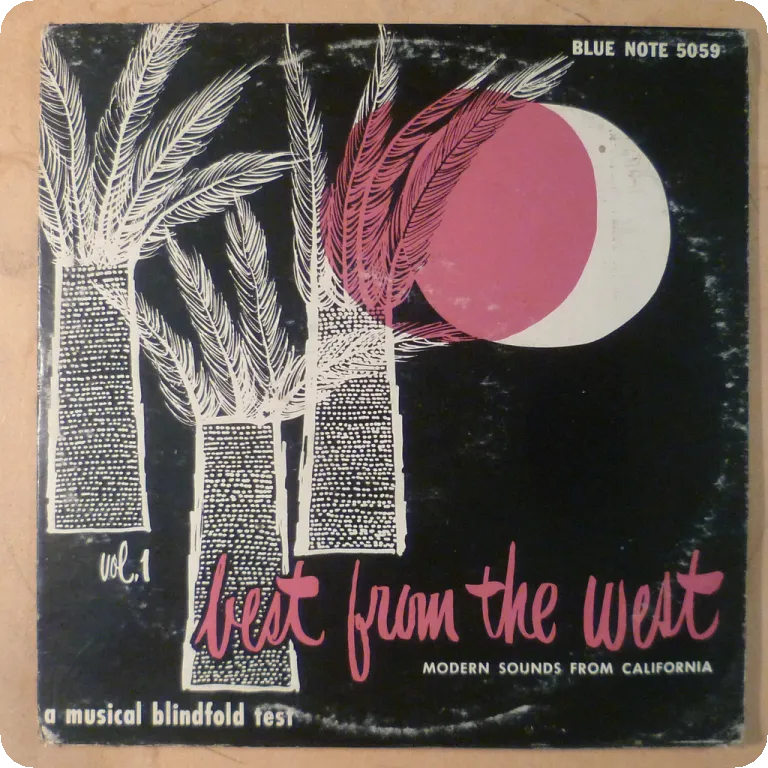 BLUE NOTE 5059
vol.1
best from the west
MODERN SOUNDS FROM CALIFORNIA
a musical blindfold test